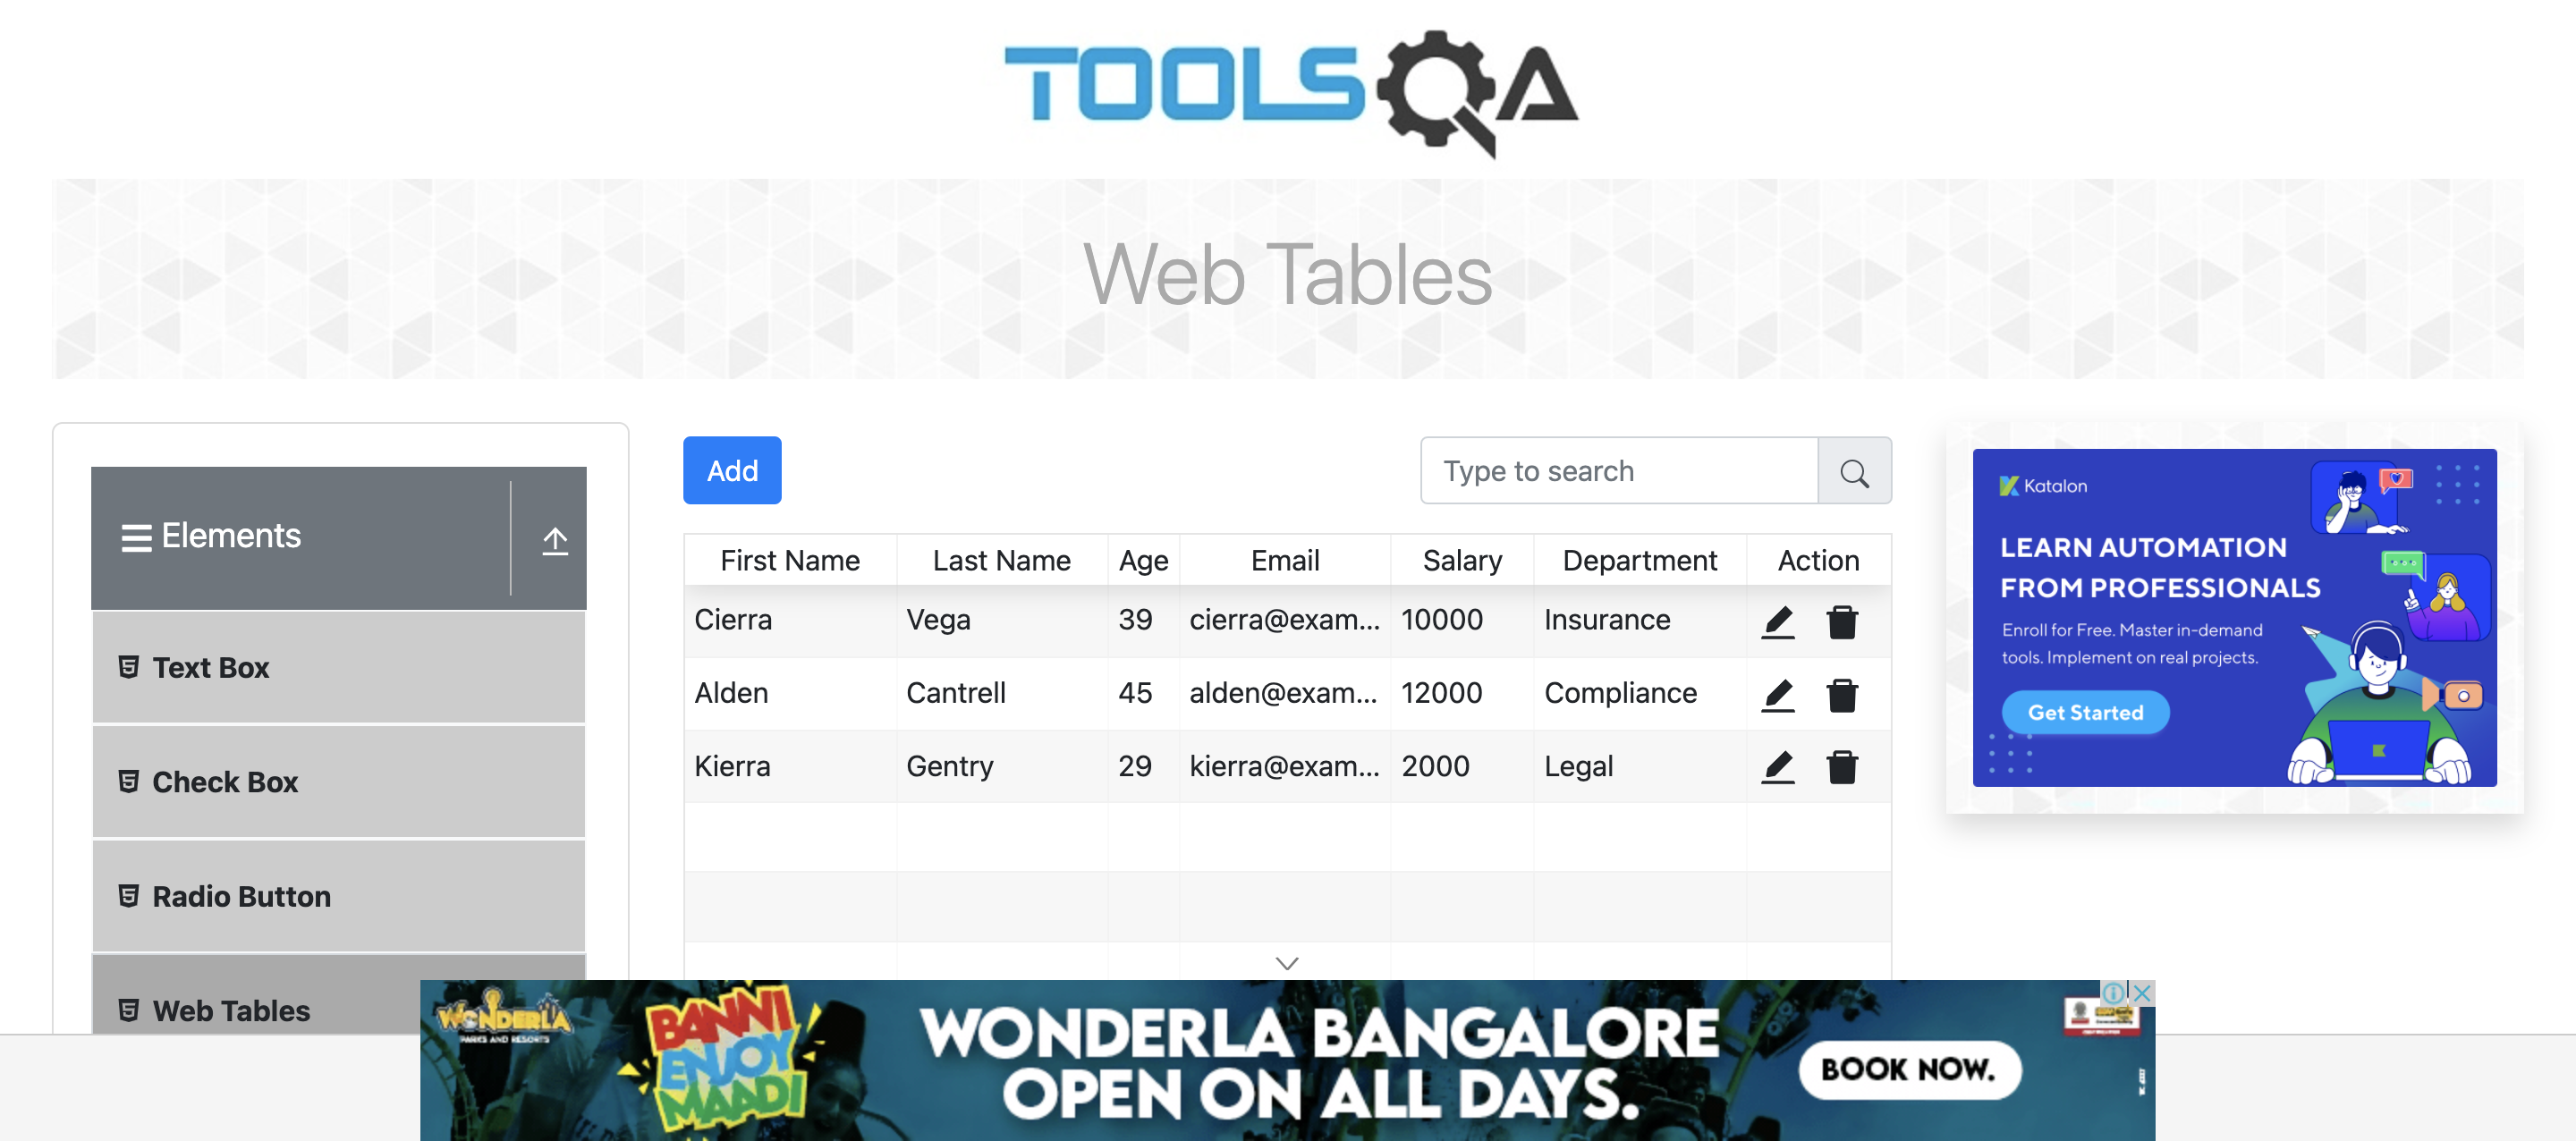 TOOLSQA
Web Tables
Elements
Text Box
Check Box
Radio Button
Web Tables
Add
Type to search
First Name Last Name Age Email Salary Department Action
Cierra Vega 39 cierra@exam... 10000 Insurance
Alden Cantrell 45 alden@exam... 12000 Compliance
Kierra Gentry 29 kierra@exam... 2000 Legal
Katalon
LEARN AUTOMATION
FROM PROFESSIONALS
Enroll for Free. Master in-demand
tools. Implement on real projects.
Get Started
WONDERLA
PARKS AND RESORTS
BANNI
ENJOY
MAADI
WONDERLA BANGALORE
OPEN ON ALL DAYS.
BOOK NOW.